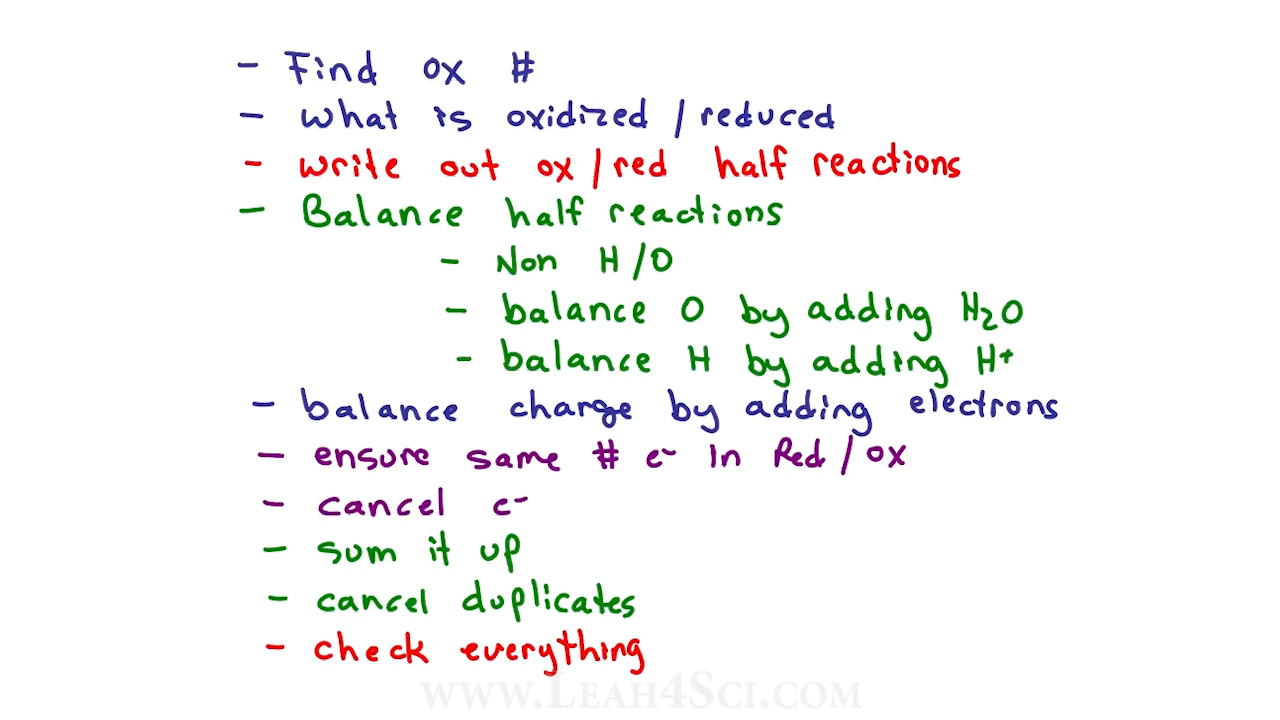 - Find ox #
- what is oxidized / reduced
- write out ox / red half reactions
- Balance half reactions
- Non H / O
- balance O by adding H₂O
- balance H by adding H⁺
- balance charge by adding electrons
- ensure same # e⁻ in Red / ox
- cancel e⁻
- sum it up
- cancel duplicates
- check everything
www.Leah4Sci.com